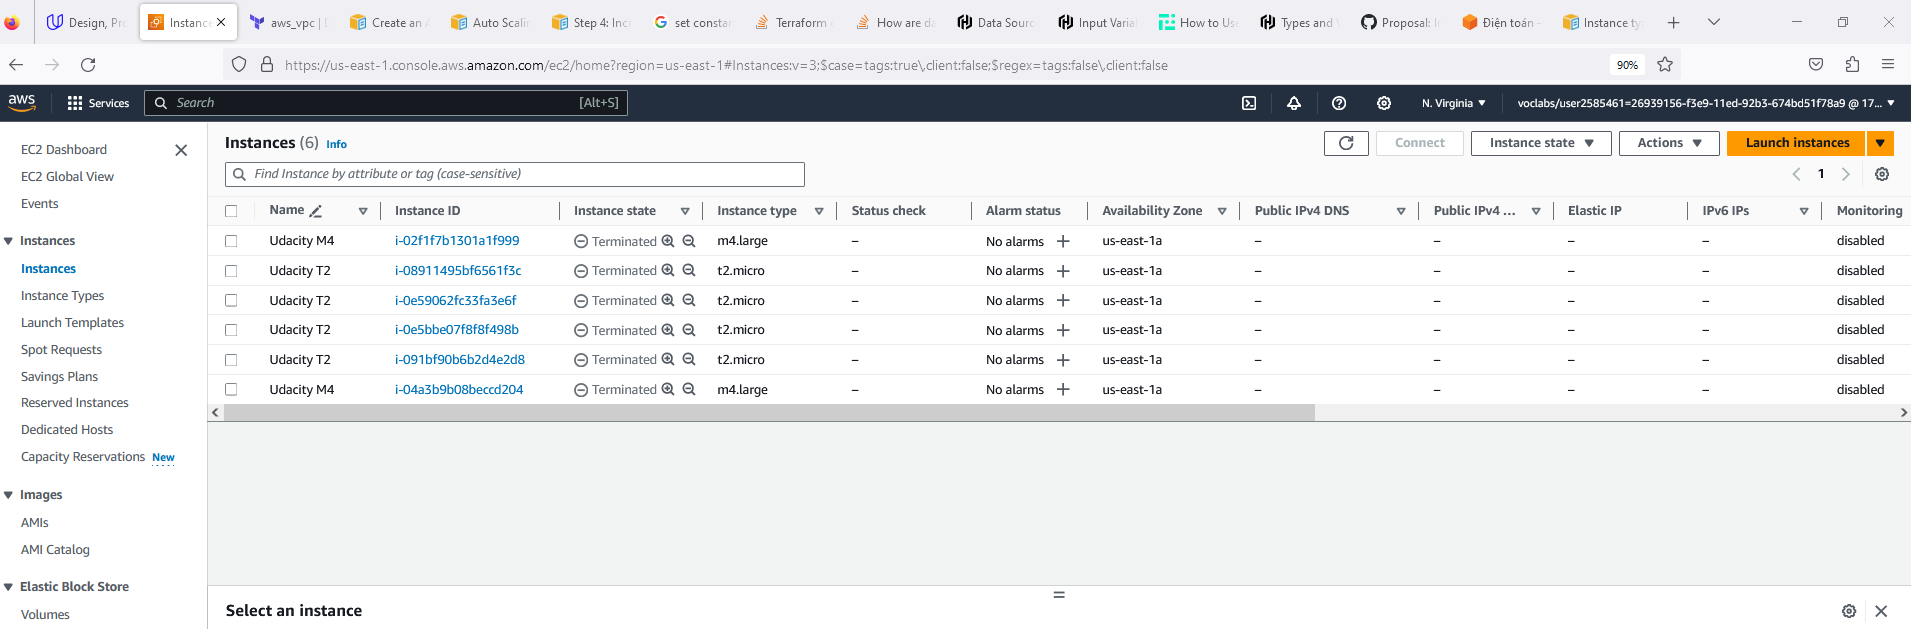 Design, Pr
Instanc
aws_vpc |
Create an A
Auto Scalin
Step 4: Incr
set constan
Terraform
How are da
Data Sourc
Input Varia
How to Use
Types and
Proposal: I
Điện toán -
Instance ty
https://us-east-1.console.aws.amazon.com/ec2/home?region=us-east-1#Instances:v=3;$case=tags:true\,client:false;$regex=tags:false\,client:false
90%
aws
Services
Search
[Alt+S]
N. Virginia
voclabs/user2585461=26939156-f3e9-11ed-92b3-674bd51f78a9 @ 17...
EC2 Dashboard
EC2 Global View
Events
Instances
Instances
Instance Types
Launch Templates
Spot Requests
Savings Plans
Reserved Instances
Dedicated Hosts
Capacity Reservations New
Images
AMIs
AMI Catalog
Elastic Block Store
Volumes
Instances (6) Info
Connect
Instance state
Actions
Launch instances
Find Instance by attribute or tag (case-sensitive)
1
Name Instance ID Instance state Instance type Status check Alarm status Availability Zone Public IPv4 DNS Public IPv4 ... Elastic IP IPv6 IPs Monitoring
Udacity M4 i-02f1f7b1301a1f999 Terminated m4.large – No alarms + us-east-1a – – – – disabled
Udacity T2 i-08911495bf6561f3c Terminated t2.micro – No alarms + us-east-1a – – – – disabled
Udacity T2 i-0e59062fc33fa3e6f Terminated t2.micro – No alarms + us-east-1a – – – – disabled
Udacity T2 i-0e5bbe07f8f8f498b Terminated t2.micro – No alarms + us-east-1a – – – – disabled
Udacity T2 i-091bf90b6b2d4e2d8 Terminated t2.micro – No alarms + us-east-1a – – – – disabled
Udacity M4 i-04a3b9b08beccd204 Terminated m4.large – No alarms + us-east-1a – – – – disabled
Select an instance